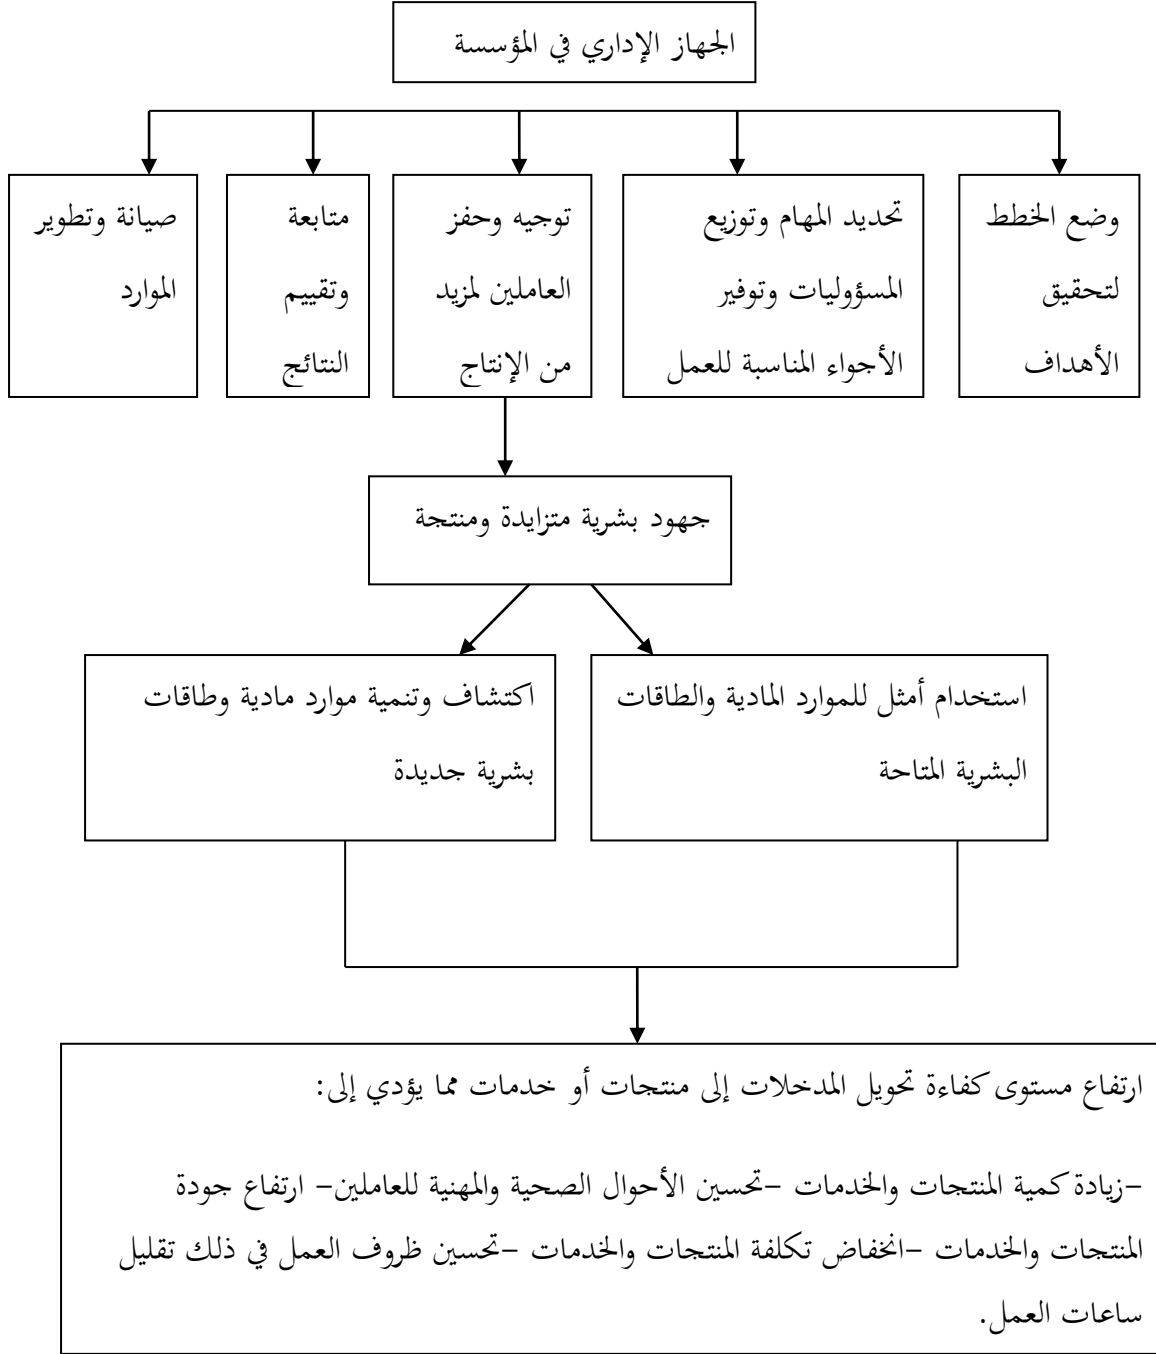 الجهاز الإداري في المؤسسة
وضع الخطط
لتحقيق
الأهداف
تحديد المهام وتوزيع
المسؤوليات وتوفير
الأجواء المناسبة للعمل
توجيه وحفز
العاملين لمزيد
من الإنتاج
متابعة
وتقييم
النتائج
صيانة وتطوير
الموارد
جهود بشرية متزايدة ومنتجة
استخدام أمثل للموارد المادية والطاقات
البشرية المتاحة
اكتشاف وتنمية موارد مادية وطاقات
بشرية جديدة
ارتفاع مستوى كفاءة تحويل المدخلات إلى منتجات أو خدمات مما يؤدي إلى:
–زيادة كمية المنتجات والخدمات –تحسين الأحوال الصحية والمهنية للعاملين– ارتفاع جودة
المنتجات والخدمات –انخفاض تكلفة المنتجات والخدمات –تحسين ظروف العمل في ذلك تقليل
ساعات العمل.